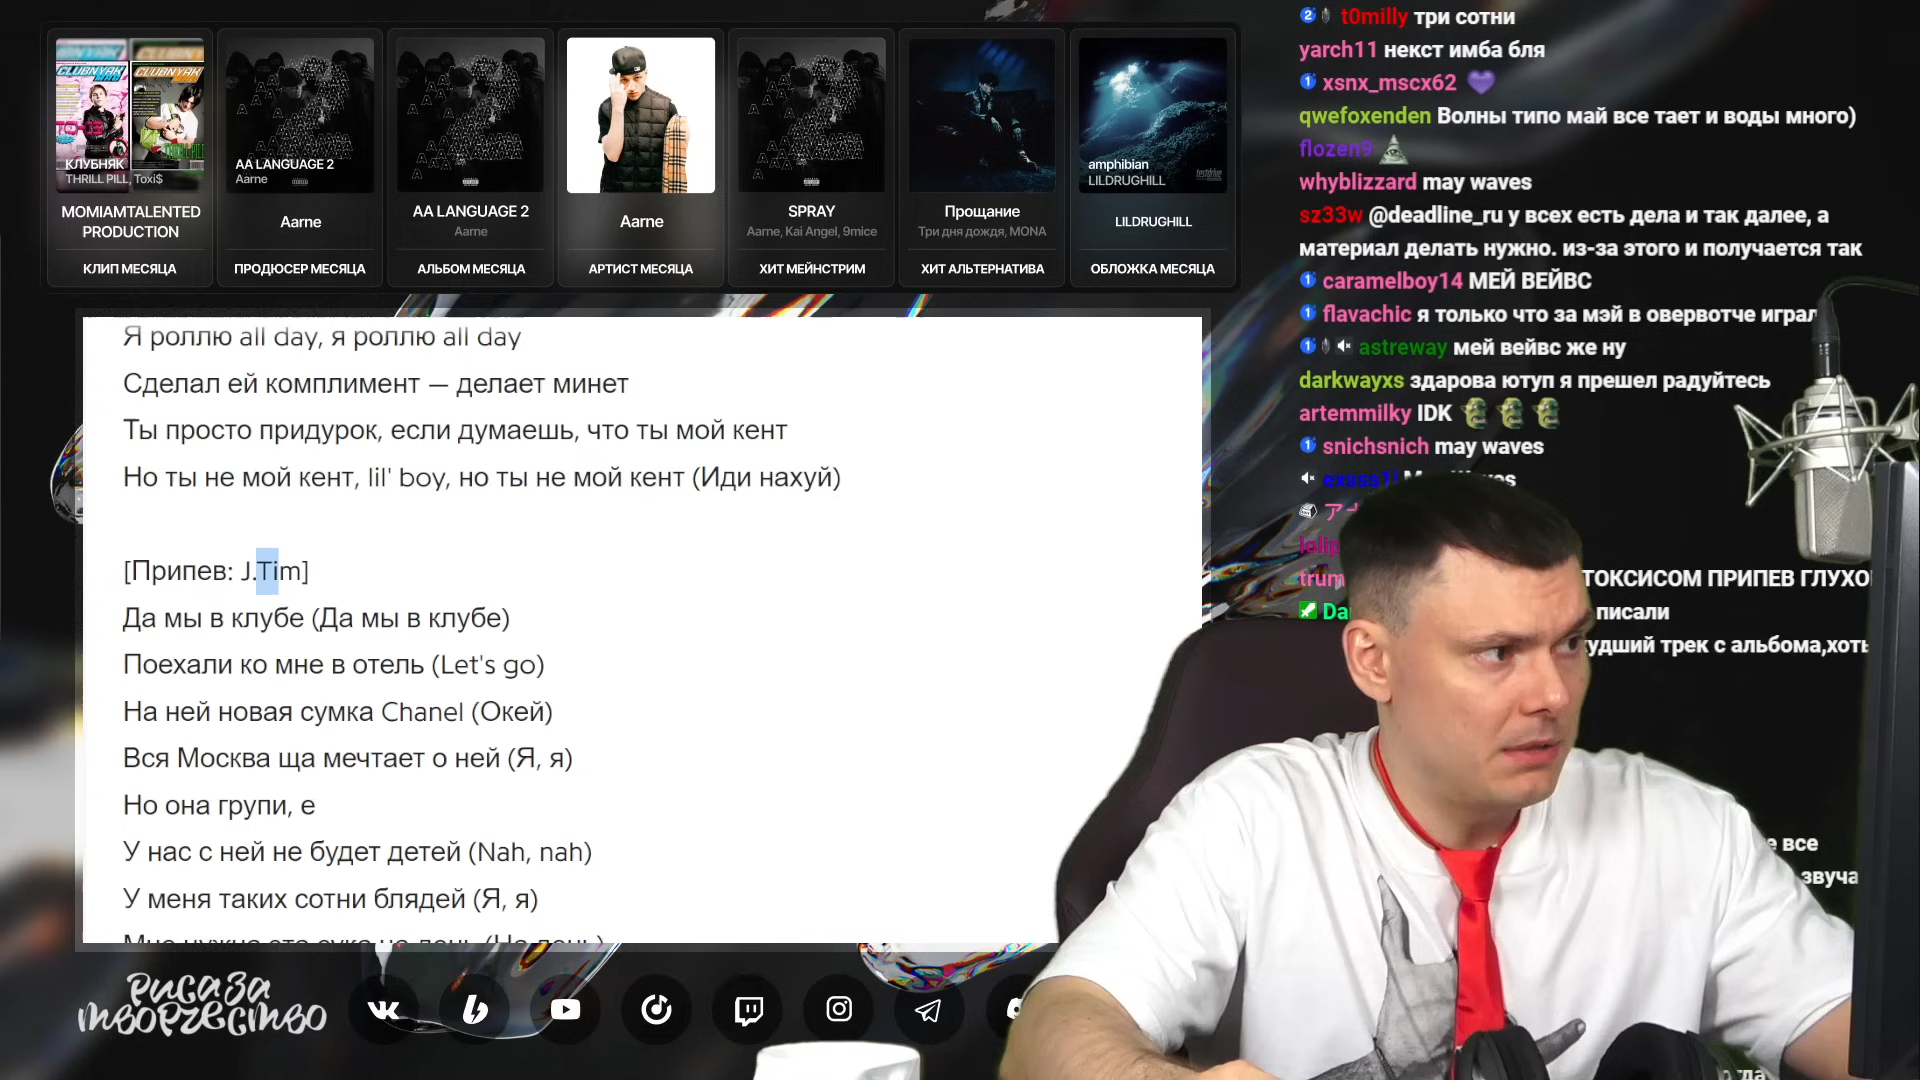 CLUBNYAK
CLUBNYAK
КЛУБНЯК
THRILL PILL, Toxi$
MOMIAMTALENTED
PRODUCTION
КЛИП МЕСЯЦА
AA LANGUAGE 2
Aarne
Aarne
ПРОДЮСЕР МЕСЯЦА
AA LANGUAGE 2
Aarne
АЛЬБОМ МЕСЯЦА
Aarne
АРТИСТ МЕСЯЦА
SPRAY
Aarne, Kai Angel, 9mice
ХИТ МЕЙНСТРИМ
Прощание
Три дня дождя, MONA
ХИТ АЛЬТЕРНАТИВА
amphibian
LILDRUGHILL
LILDRUGHILL
ОБЛОЖКА МЕСЯЦА
Я роллю all day, я роллю all day
Сделал ей комплимент — делает минет
Ты просто придурок, если думаешь, что ты мой кент
Но ты не мой кент, lil' boy, но ты не мой кент (Иди нахуй)
[Припев: J.Tim]
Да мы в клубе (Да мы в клубе)
Поехали ко мне в отель (Let's go)
На ней новая сумка Chanel (Окей)
Вся Москва ща мечтает о ней (Я, я)
Но она групи, е
У нас с ней не будет детей (Nah, nah)
У меня таких сотни блядей (Я, я)
РИСА ЗА
ТВОРЧЕСТВО
t0milly три сотни
yarch11 некст имба бля
xsnx_mscx62
qwefoxenden Волны типо май все тает и воды много)
flozen9
whyblizzard may waves
sz33w @deadline_ru у всех есть дела и так далее, а
материал делать нужно. из-за этого и получается так
caramelboy14 МЕЙ ВЕЙВС
flavachic я только что за мэй в овервотче играл
astreway мей вейвс же ну
darkwayxs здарова ютуп я прешел радуйтесь
artemmilky IDK
snichsnich may waves
lolip
trum ТОКСИСОМ ПРИПЕВ ГЛУХО
Da писали
удший трек с альбома,хоть
е все
звуча